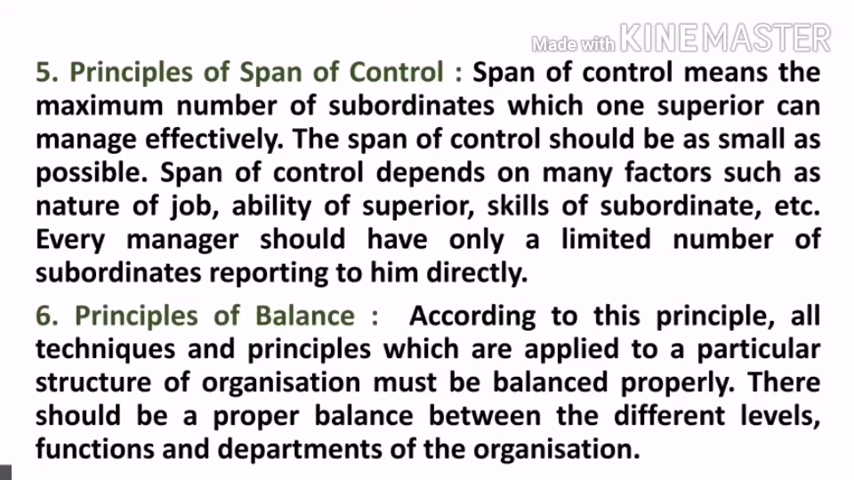 Made with KINEMASTER
5. Principles of Span of Control : Span of control means the
maximum number of subordinates which one superior can
manage effectively. The span of control should be as small as
possible. Span of control depends on many factors such as
nature of job, ability of superior, skills of subordinate, etc.
Every manager should have only a limited number of
subordinates reporting to him directly.
6. Principles of Balance : According to this principle, all
techniques and principles which are applied to a particular
structure of organisation must be balanced properly. There
should be a proper balance between the different levels,
functions and departments of the organisation.